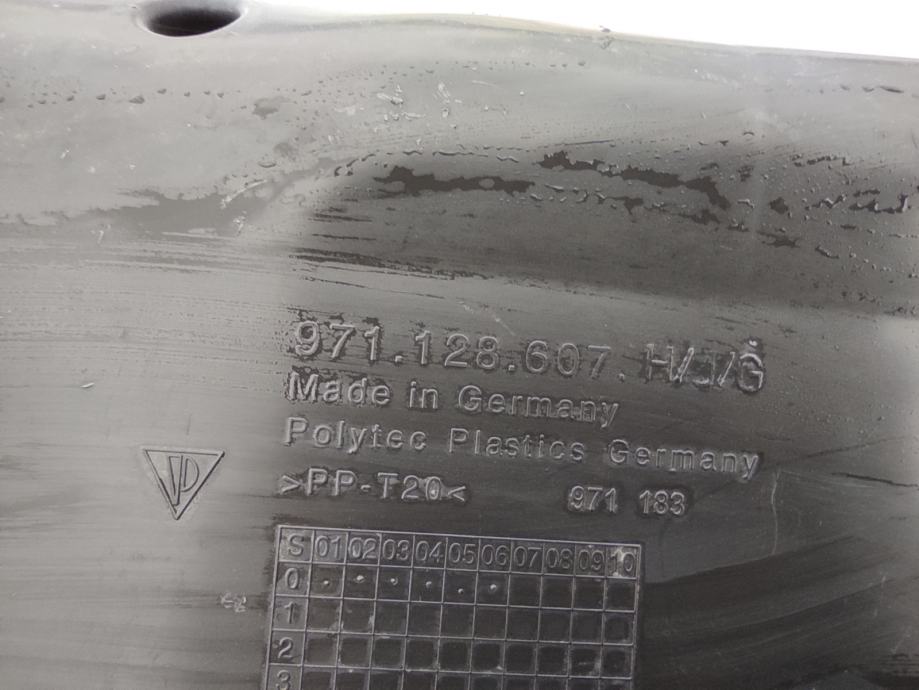 971.128.607.H/J/G
Made in Germany
Polytec Plastics Germany
>PP-T20<
971 183
S 01 02 03 04 05 06 07 08 09 10
0
1
2
3